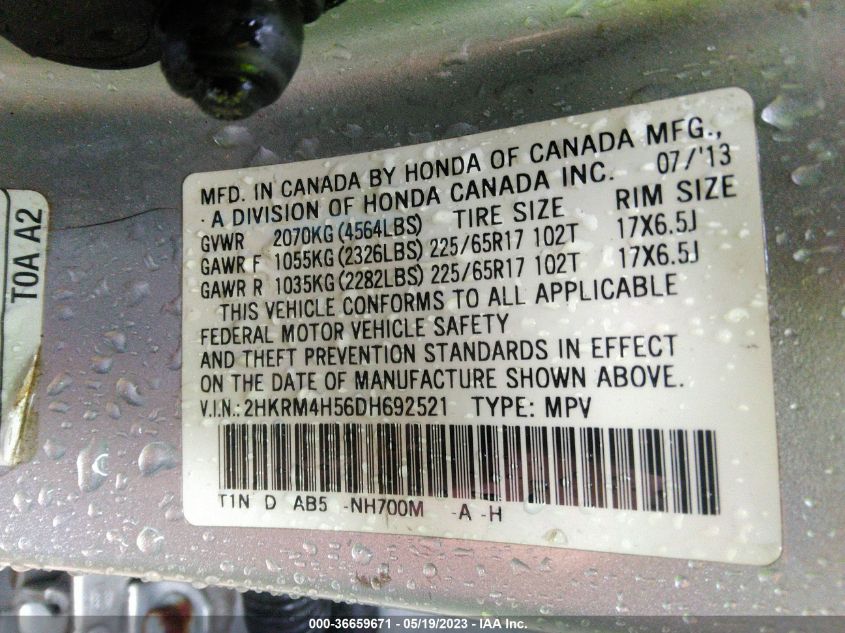 MFD. IN CANADA BY HONDA OF CANADA MFG.,
· A DIVISION OF HONDA CANADA INC. 07/'13
GVWR 2070KG(4564LBS) TIRE SIZE RIM SIZE
GAWR F 1055KG(2326LBS) 225/65R17 102T 17X6.5J
GAWR R 1035KG(2282LBS) 225/65R17 102T 17X6.5J
THIS VEHICLE CONFORMS TO ALL APPLICABLE
FEDERAL MOTOR VEHICLE SAFETY
AND THEFT PREVENTION STANDARDS IN EFFECT
ON THE DATE OF MANUFACTURE SHOWN ABOVE.
V.I.N.:2HKRM4H56DH692521 TYPE: MPV
T1N D AB5 -NH700M -A -H
T0A A2
000-36659671 - 05/19/2023 - IAA Inc.